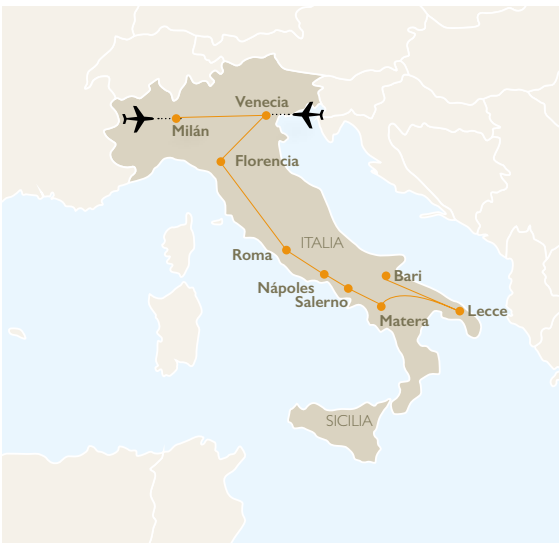 Venecia
Milán
Florencia
ITALIA
Roma
Bari
Nápoles
Salerno
Lecce
Matera
SICILIA